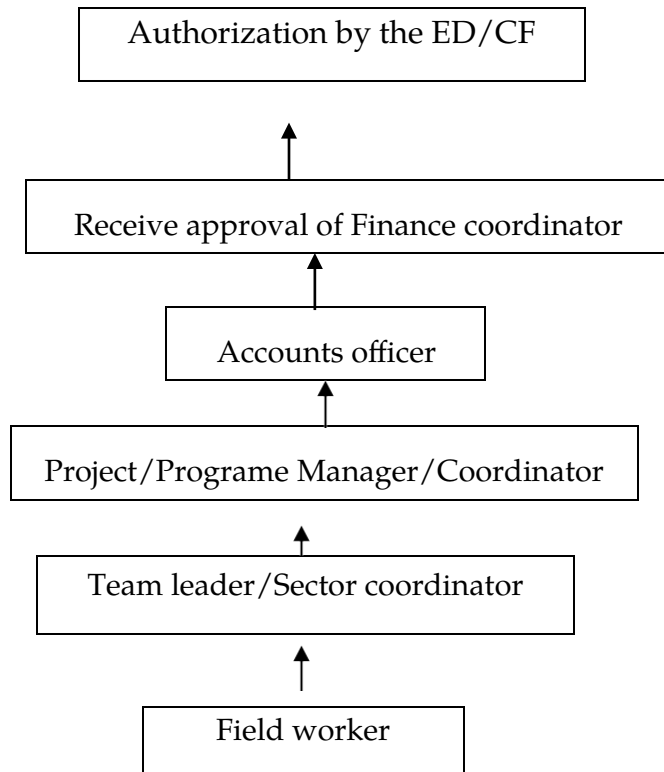 Authorization by the ED/CF
Receive approval of Finance coordinator
Accounts officer
Project/Programe Manager/Coordinator
Team leader/Sector coordinator
Field worker